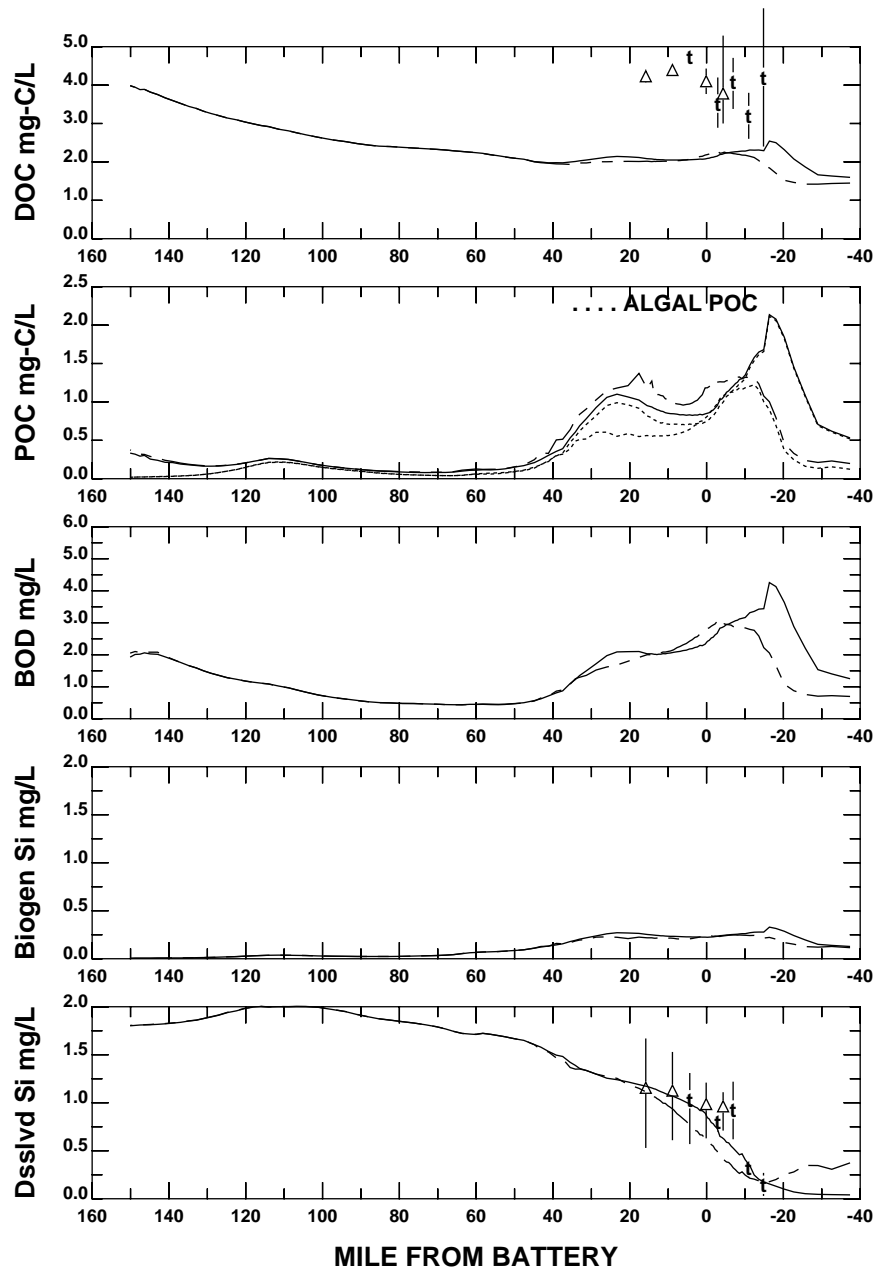 DOC mg-C/L
5.0
4.0
3.0
2.0
1.0
0.0
t t t t t
160 140 120 100 80 60 40 20 0 -20 -40
POC mg-C/L
2.5
2.0
1.5
1.0
0.5
0.0
. . . . ALGAL POC
160 140 120 100 80 60 40 20 0 -20 -40
BOD mg/L
6.0
5.0
4.0
3.0
2.0
1.0
0.0
160 140 120 100 80 60 40 20 0 -20 -40
Biogen Si mg/L
2.0
1.5
1.0
0.5
0.0
160 140 120 100 80 60 40 20 0 -20 -40
Dsslvd Si mg/L
2.0
1.5
1.0
0.5
0.0
t t t t t
160 140 120 100 80 60 40 20 0 -20 -40
MILE FROM BATTERY